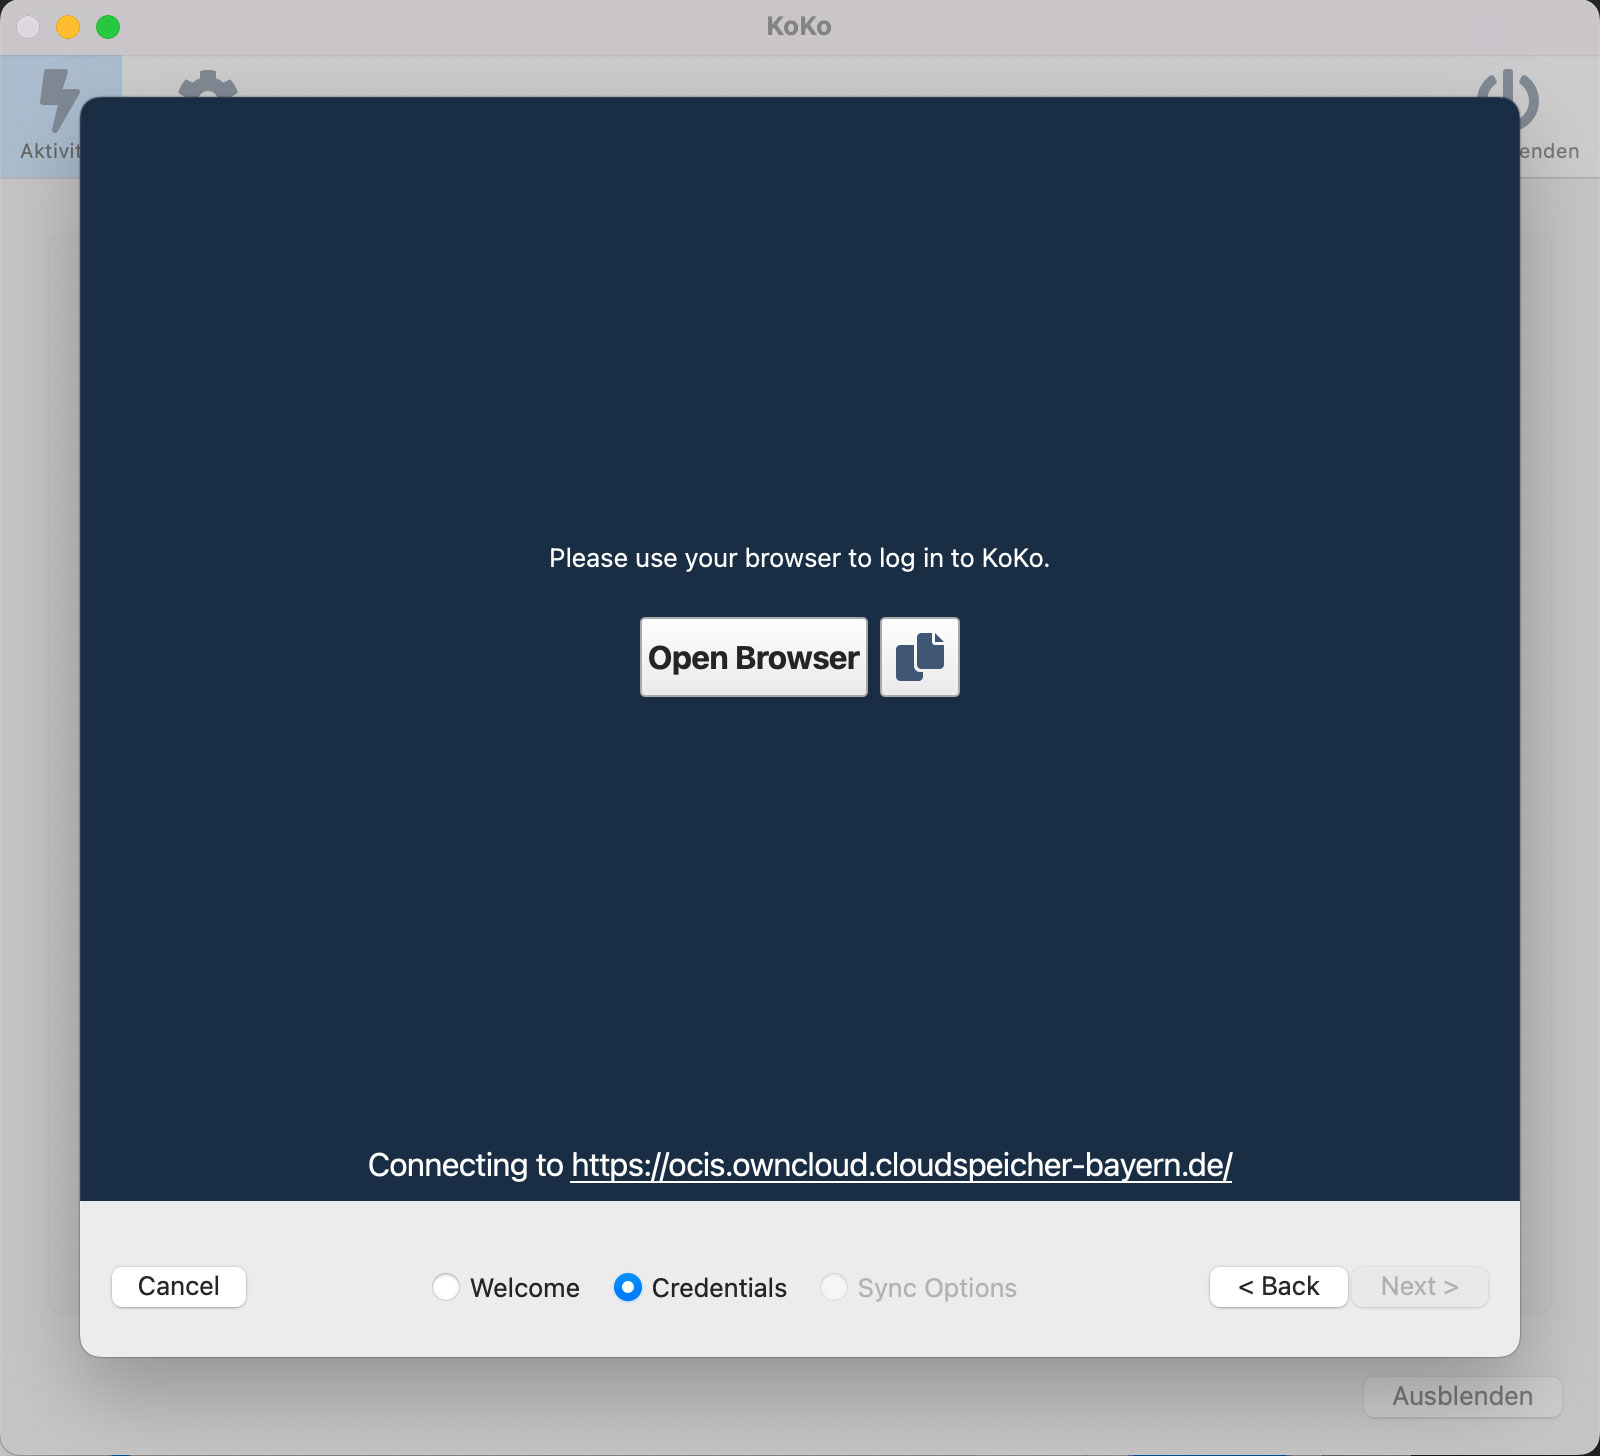 KoKo
Aktivit
enden
Please use your browser to log in to KoKo.
Open Browser
Connecting to https://ocis.owncloud.cloudspeicher-bayern.de/
Cancel
Welcome
Credentials
Sync Options
< Back
Next >
Ausblenden